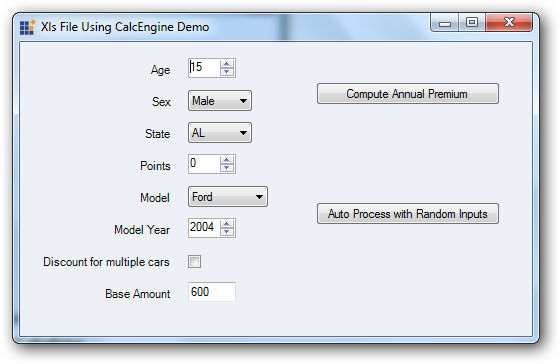 Xls File Using CalcEngine Demo
Age 15
Compute Annual Premium
Sex Male
State AL
Points 0
Model Ford
Auto Process with Random Inputs
Model Year 2004
Discount for multiple cars
Base Amount 600